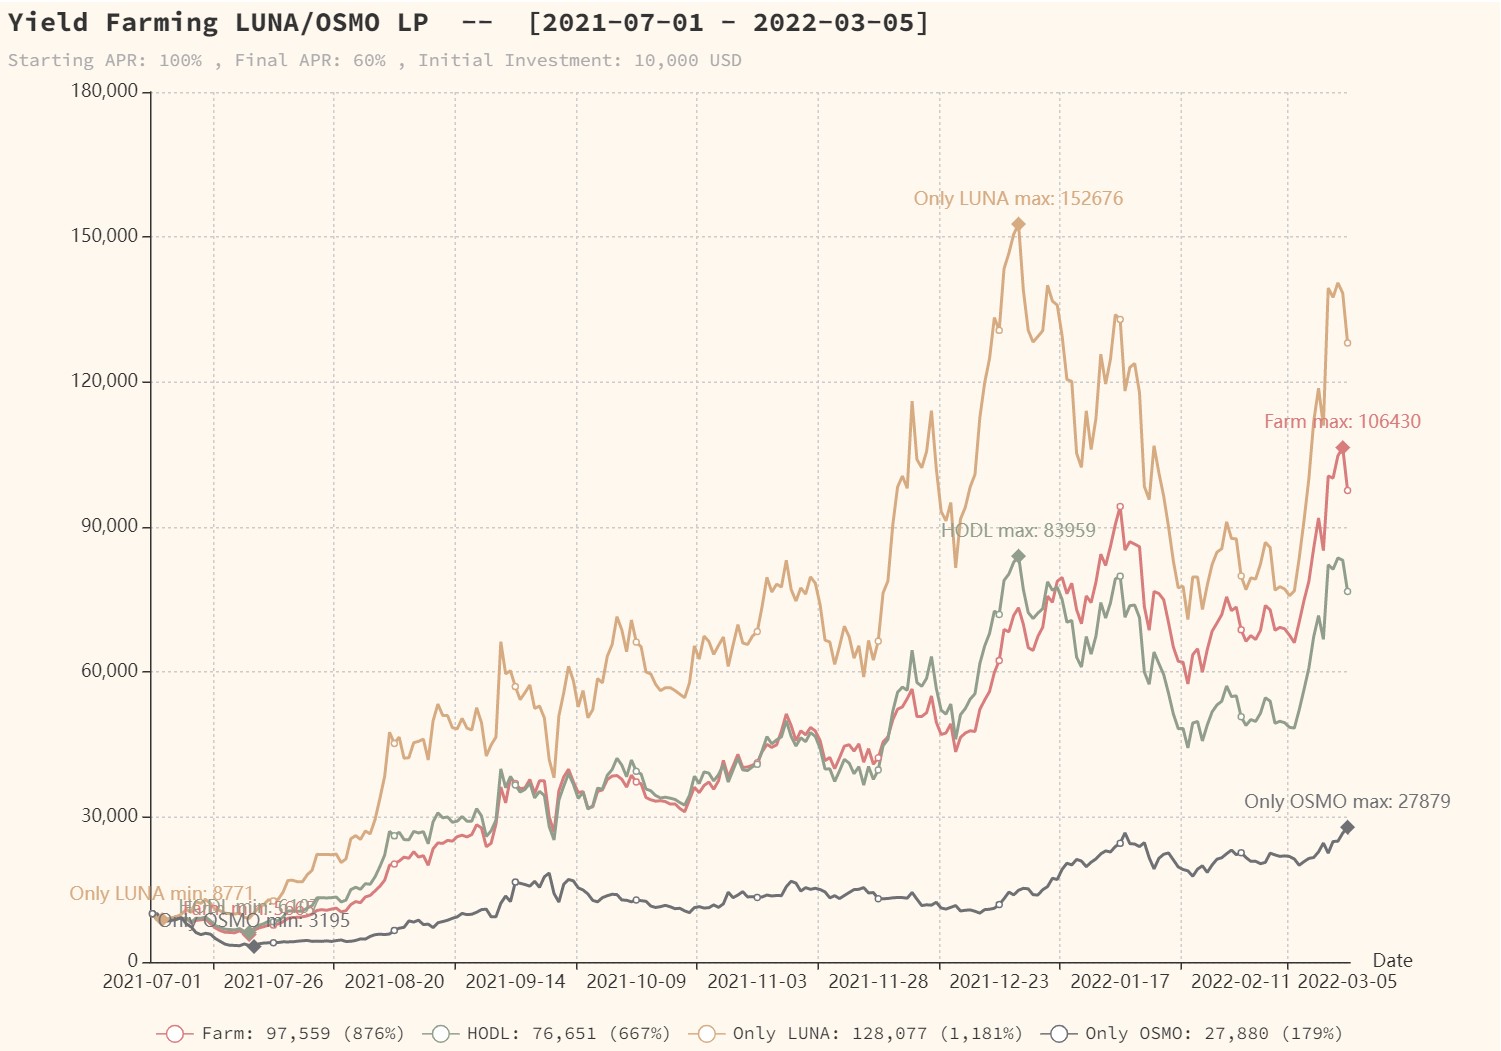 Yield Farming LUNA/OSMO LP -- [2021-07-01 - 2022-03-05]
Starting APR: 100% , Final APR: 60% , Initial Investment: 10,000 USD
180,000
150,000
120,000
90,000
60,000
30,000
0
Only LUNA max: 152676
Farm max: 106430
HODL max: 83959
Only OSMO max: 27879
Only LUNA min: 8771
HODL min:
Farm min:
Only OSMO min: 3195
Date
2021-07-01 2021-07-26 2021-08-20 2021-09-14 2021-10-09 2021-11-03 2021-11-28 2021-12-23 2022-01-17 2022-02-11 2022-03-05
Farm: 97,559 (876%) HODL: 76,651 (667%) Only LUNA: 128,077 (1,181%) Only OSMO: 27,880 (179%)